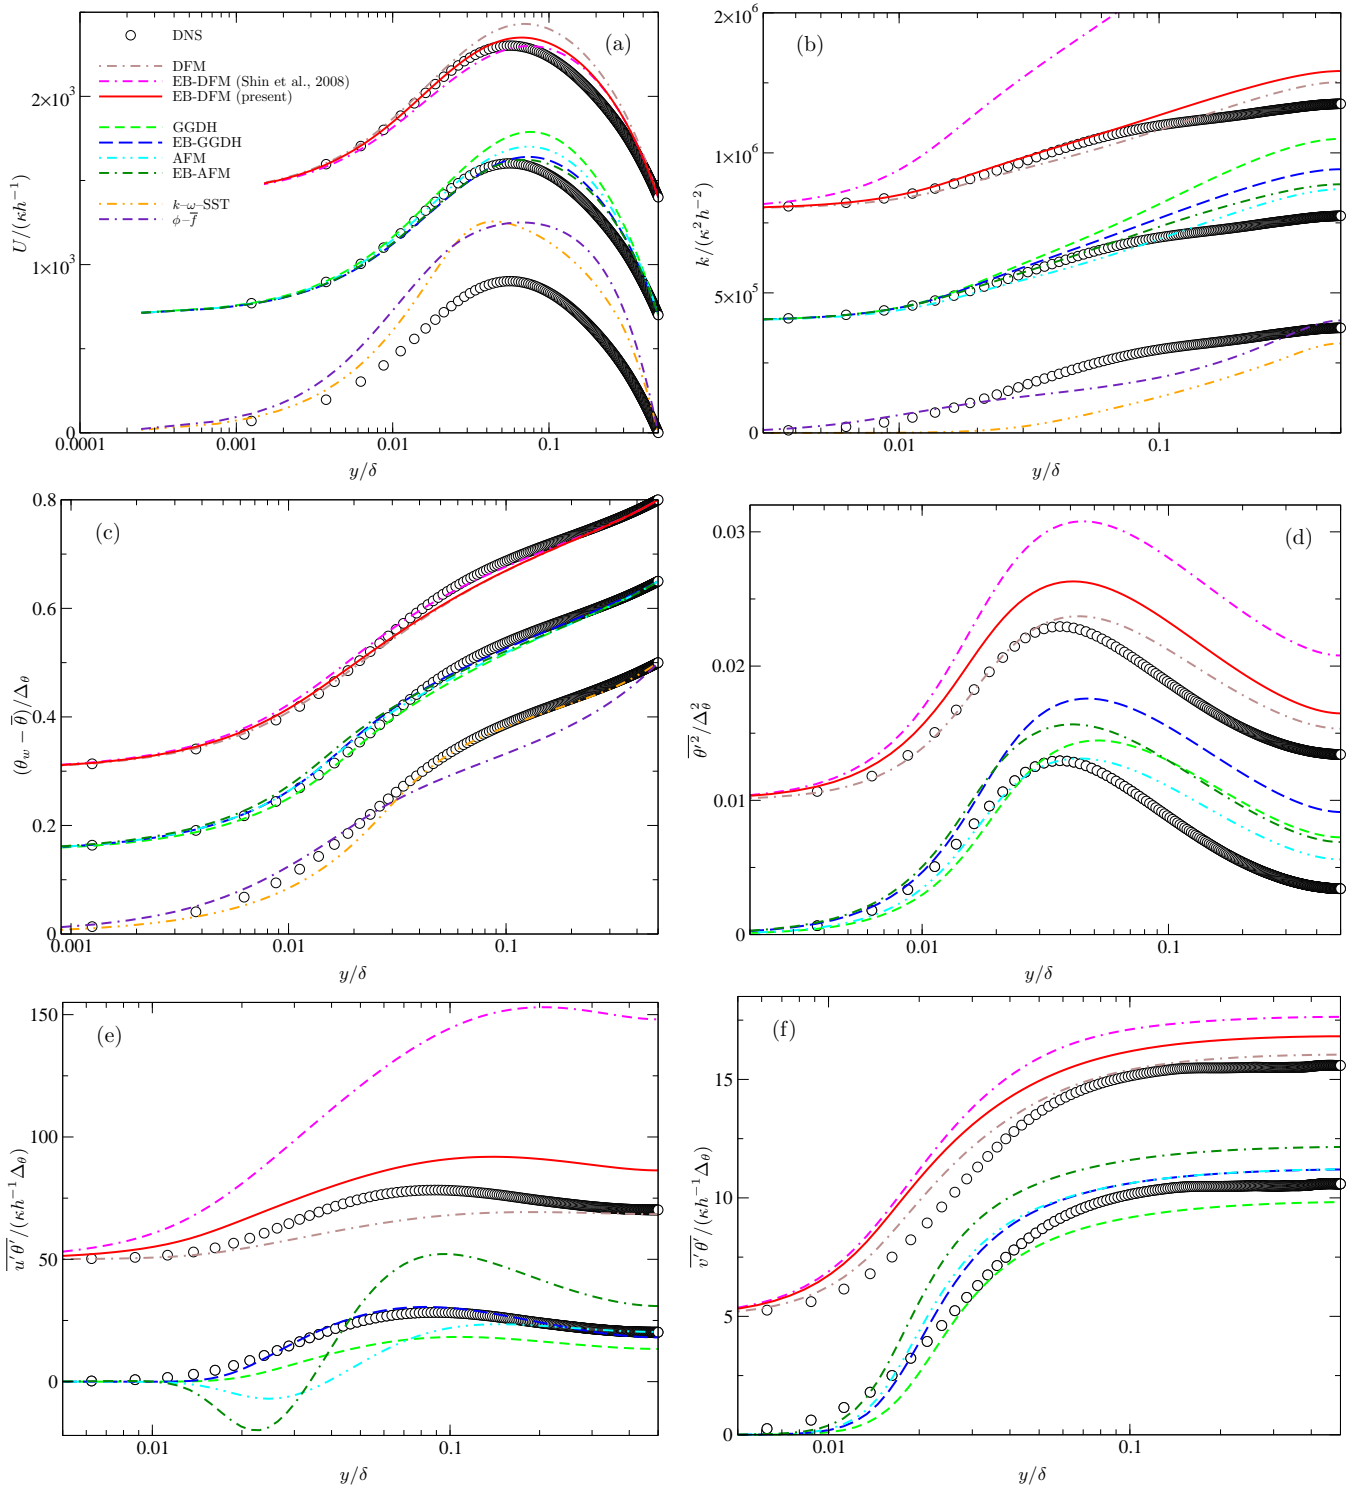 (a)
DNS
DFM
EB-DFM (Shin et al., 2008)
EB-DFM (present)
GGDH
EB-GGDH
AFM
EB-AFM
k–ω–SST
ϕ–f̅
2×10³
1×10³
0
U/(κh⁻¹)
0.0001 0.001 0.01 0.1
y/δ
(b)
2×10⁶
1×10⁶
5×10⁵
0
k/(κ²h⁻²)
0.01 0.1
y/δ
(c)
0.8
0.6
0.4
0.2
0
(θ_w − θ̅)/Δ_θ
0.001 0.01 0.1
y/δ
(d)
0.03
0.02
0.01
0
\overline{θ′²}/Δ_θ²
0.01 0.1
y/δ
(e)
150
100
50
0
\overline{u′θ′}/(κh⁻¹Δ_θ)
0.01 0.1
y/δ
(f)
15
10
5
0
\overline{v′θ′}/(κh⁻¹Δ_θ)
0.01 0.1
y/δ